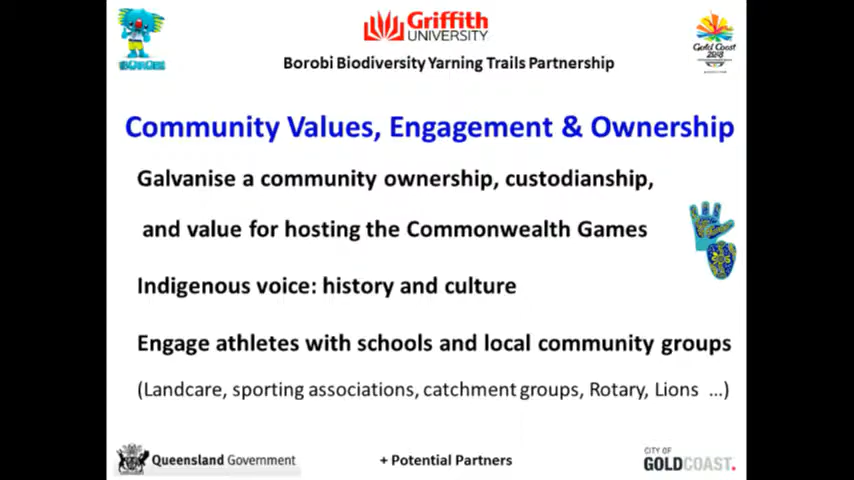 BOROBI
Griffith
UNIVERSITY
Gold Coast
2018
Borobi Biodiversity Yarning Trails Partnership
Community Values, Engagement & Ownership
Galvanise a community ownership, custodianship,
and value for hosting the Commonwealth Games
Indigenous voice: history and culture
Engage athletes with schools and local community groups
(Landcare, sporting associations, catchment groups, Rotary, Lions ...)
Queensland Government
+ Potential Partners
CITY OF
GOLDCOAST.